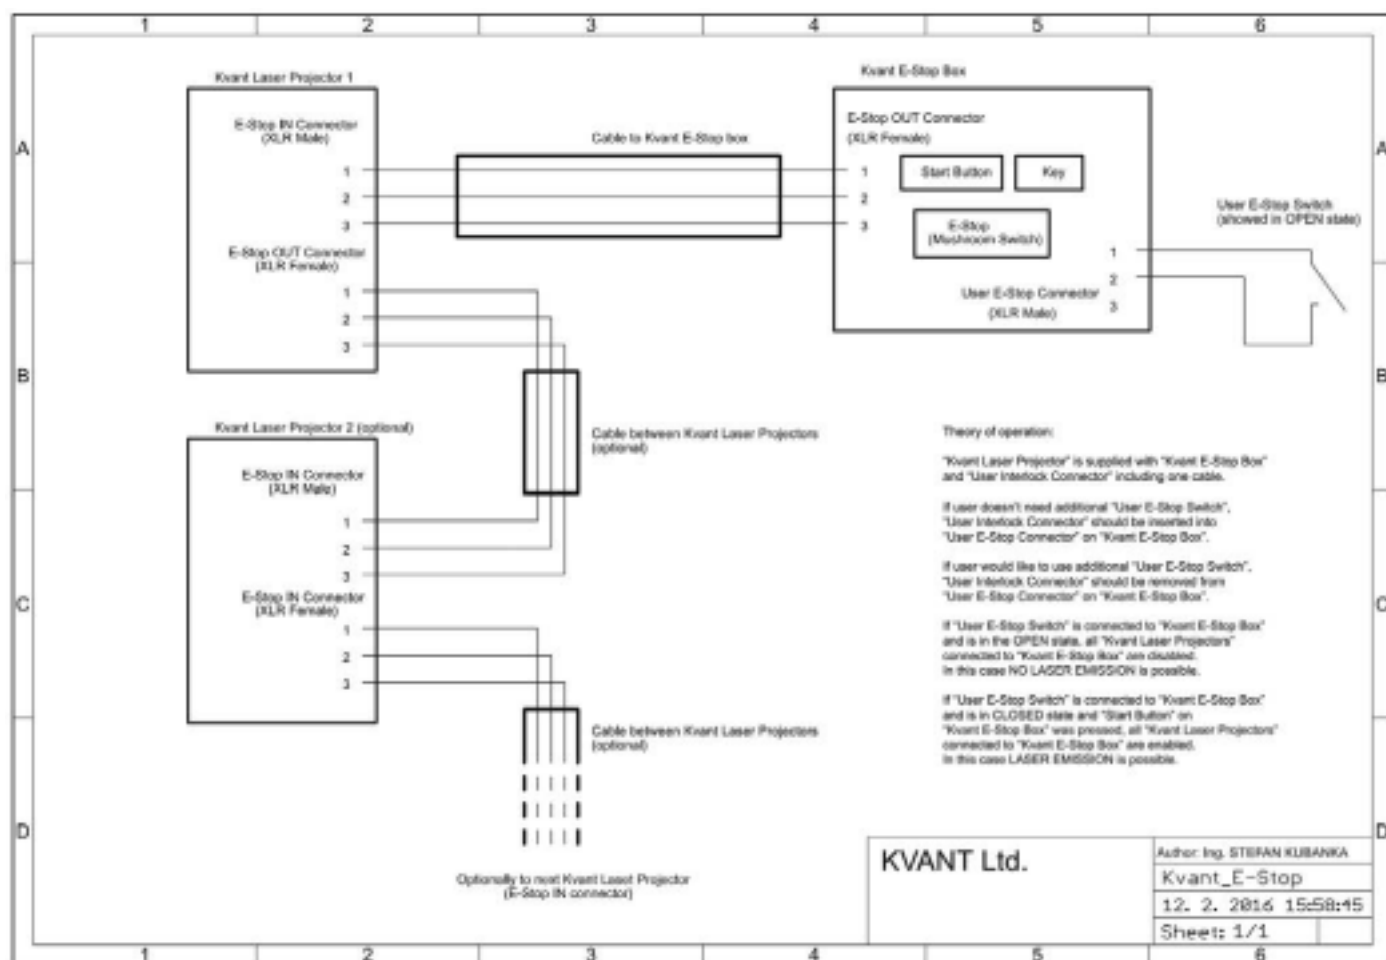 1 2 3 4 5 6
A
A
B
B
C
C
D
D
Kvant Laser Projector 1
E-Stop IN Connector
(XLR Male)
1
2
3
E-Stop OUT Connector
(XLR Female)
1
2
3
Cable to Kvant E-Stop box
Kvant E-Stop Box
E-Stop OUT Connector
(XLR Female)
1
2
3
Start Button
Key
E-Stop
(Mushroom Switch)
1
2
3
User E-Stop Connector
(XLR Male)
User E-Stop Switch
(showed in OPEN state)
Cable between Kvant Laser Projectors
(optional)
Kvant Laser Projector 2 (optional)
E-Stop IN Connector
(XLR Male)
1
2
3
E-Stop IN Connector
(XLR Female)
1
2
3
Cable between Kvant Laser Projectors
(optional)
Optionally to next Kvant Laser Projector
(E-Stop IN connector)
Theory of operation:
"Kvant Laser Projector" is supplied with "Kvant E-Stop Box"
and "User Interlock Connector" including one cable.
If user doesn't need additional "User E-Stop Switch",
"User Interlock Connector" should be inserted into
"User E-Stop Connector" on "Kvant E-Stop Box".
If user would like to use additional "User E-Stop Switch",
"User Interlock Connector" should be removed from
"User E-Stop Connector" on "Kvant E-Stop Box".
If "User E-Stop Switch" is connected to "Kvant E-Stop Box"
and is in the OPEN state, all "Kvant Laser Projectors"
connected to "Kvant E-Stop Box" are disabled.
In this case NO LASER EMISSION is possible.
If "User E-Stop Switch" is connected to "Kvant E-Stop Box"
and is in CLOSED state and "Start Button" on
"Kvant E-Stop Box" was pressed, all "Kvant Laser Projectors"
connected to "Kvant E-Stop Box" are enabled.
In this case LASER EMISSION is possible.
KVANT Ltd.
Author: Ing. STEFAN KUBANKA
Kvant_E-Stop
12. 2. 2016 15:58:45
Sheet: 1/1
1 2 3 4 5 6